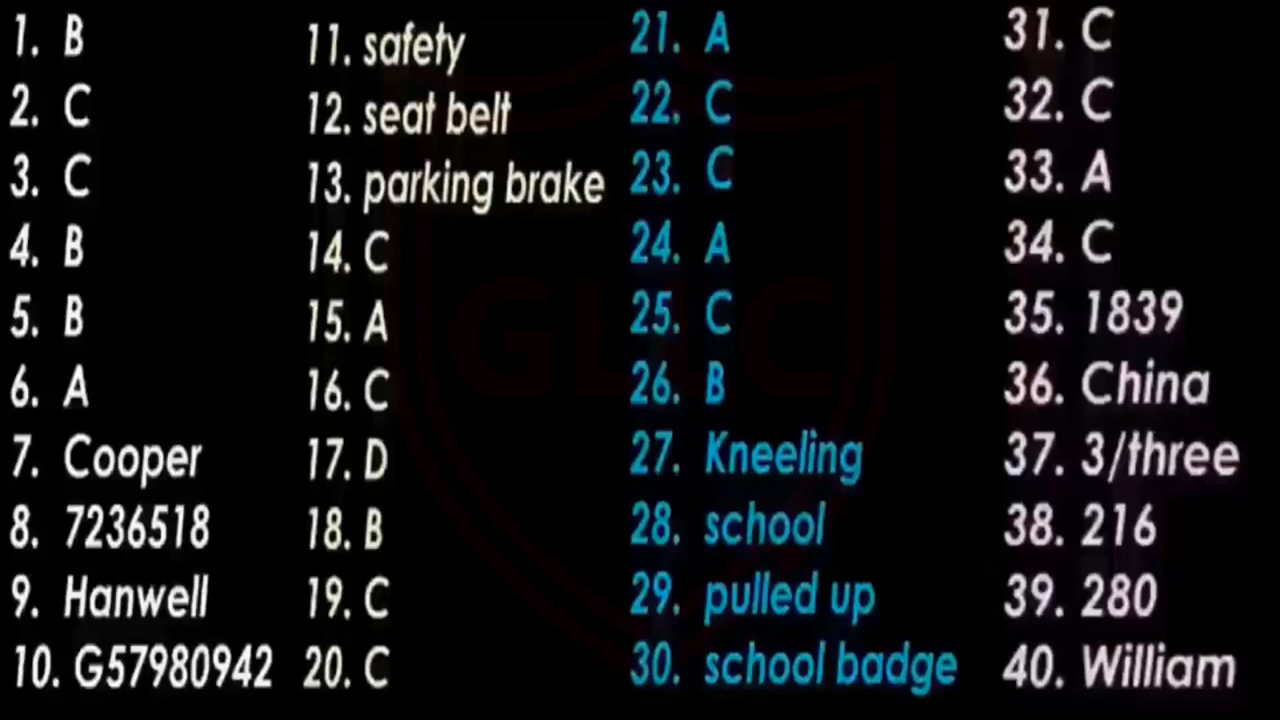 1. B
2. C
3. C
4. B
5. B
6. A
7. Cooper
8. 7236518
9. Hanwell
10. G57980942
11. safety
12. seat belt
13. parking brake
14. C
15. A
16. C
17. D
18. B
19. C
20. C
21. A
22. C
23. C
24. A
25. C
26. B
27. Kneeling
28. school
29. pulled up
30. school badge
31. C
32. C
33. A
34. C
35. 1839
36. China
37. 3/three
38. 216
39. 280
40. William